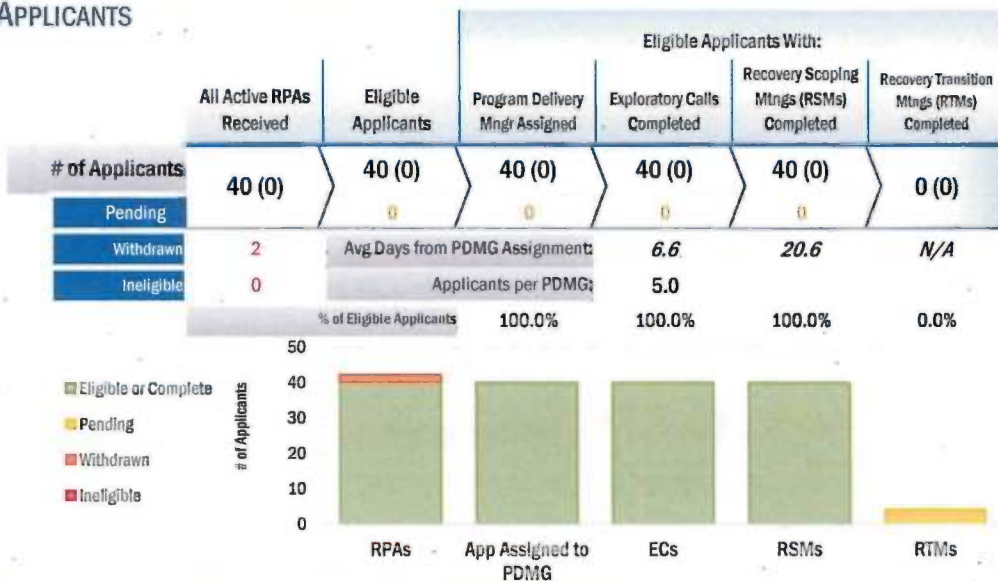 APPLICANTS
Eligible Applicants With:
All Active RPAs Received
Eligible Applicants
Program Delivery Mngr Assigned
Exploratory Calls Completed
Recovery Scoping Mtngs (RSMs) Completed
Recovery Transition Mtngs (RTMs) Completed
# of Applicants 40 (0) 40 (0) 40 (0) 40 (0) 40 (0) 0 (0)
Pending 0 0 0 0
Withdrawn 2 Avg Days from PDMG Assignment: 6.6 20.6 N/A
Ineligible 0 Applicants per PDMG: 5.0
% of Eligible Applicants 100.0% 100.0% 100.0% 0.0%
Eligible or Complete
Pending
Withdrawn
Ineligible
# of Applicants
50
40
30
20
10
0
RPAs
App Assigned to PDMG
ECs
RSMs
RTMs